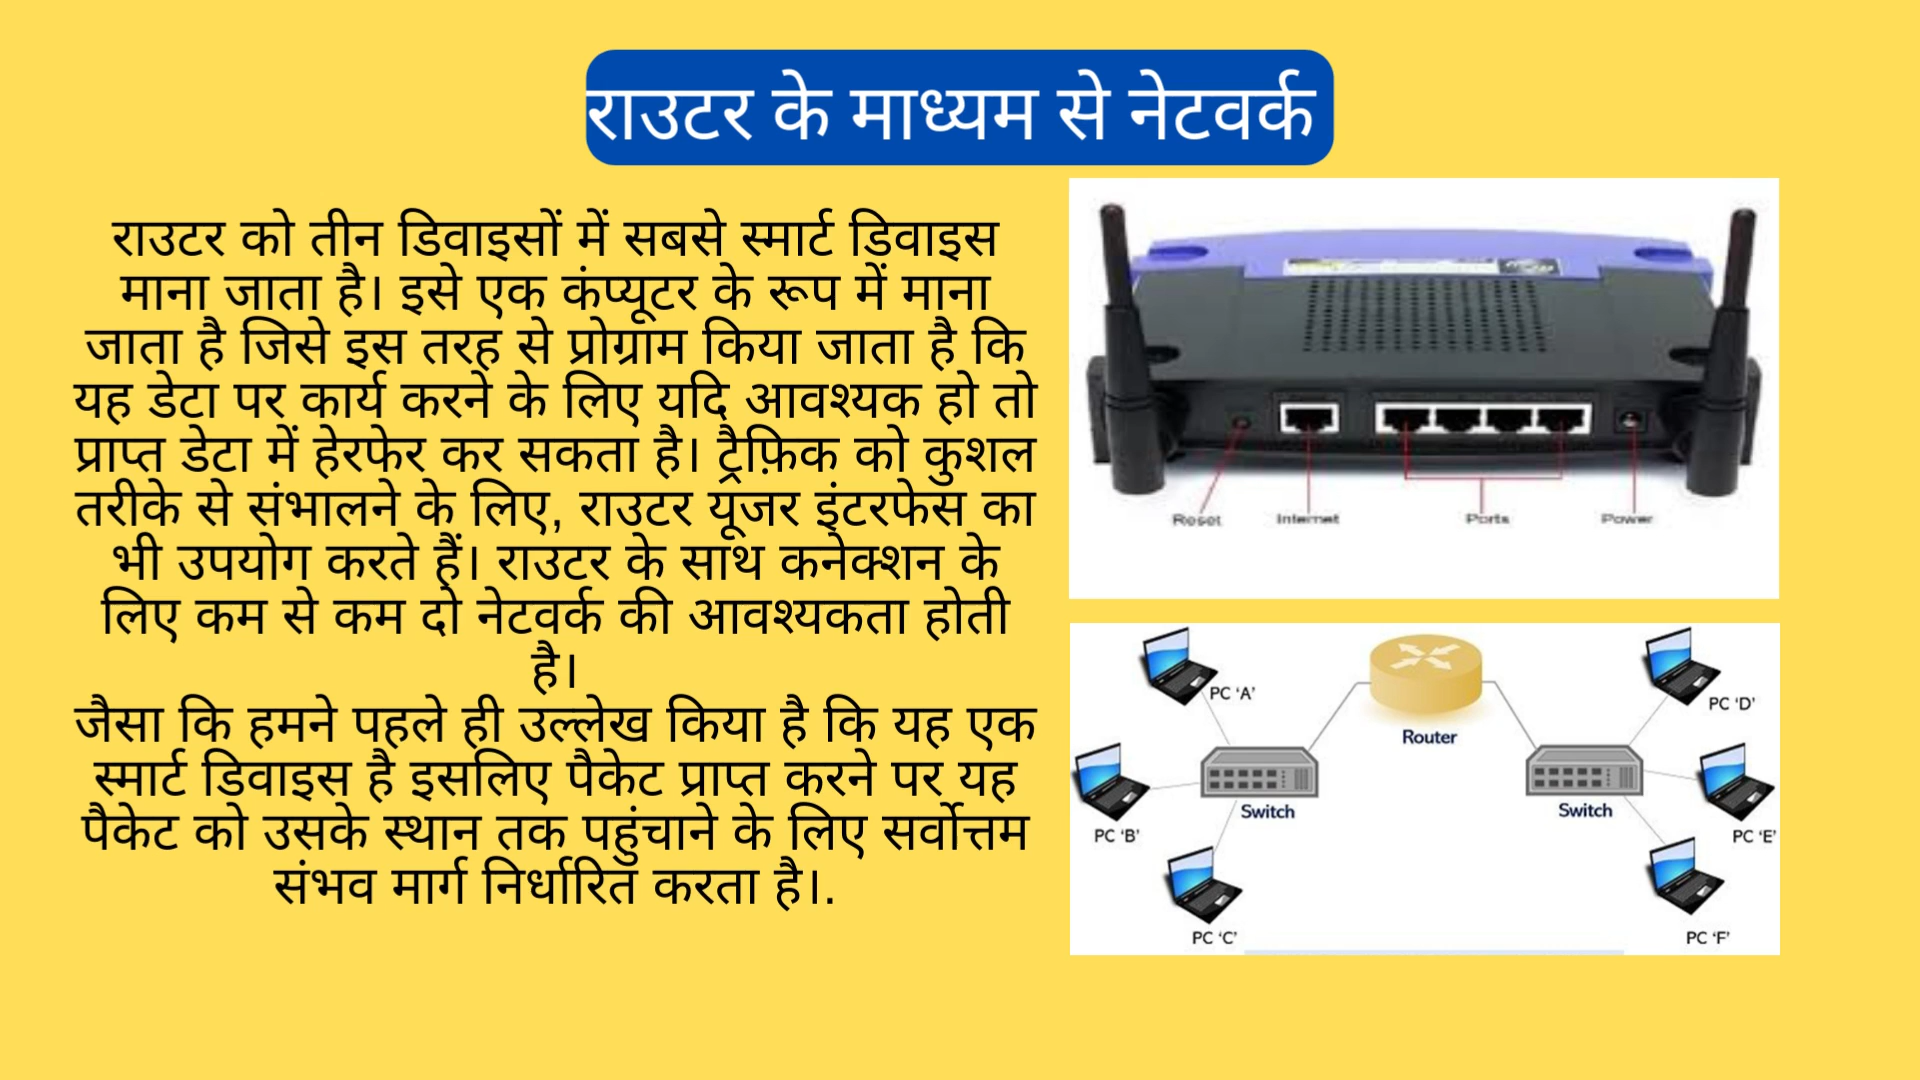 राउटर के माध्यम से नेटवर्क
राउटर को तीन डिवाइसों में सबसे स्मार्ट डिवाइस
माना जाता है। इसे एक कंप्यूटर के रूप में माना
जाता है जिसे इस तरह से प्रोग्राम किया जाता है कि
यह डेटा पर कार्य करने के लिए यदि आवश्यक हो तो
प्राप्त डेटा में हेरफेर कर सकता है। ट्रैफ़िक को कुशल
तरीके से संभालने के लिए, राउटर यूजर इंटरफेस का
भी उपयोग करते हैं। राउटर के साथ कनेक्शन के
लिए कम से कम दो नेटवर्क की आवश्यकता होती
है।
जैसा कि हमने पहले ही उल्लेख किया है कि यह एक
स्मार्ट डिवाइस है इसलिए पैकेट प्राप्त करने पर यह
पैकेट को उसके स्थान तक पहुंचाने के लिए सर्वोत्तम
संभव मार्ग निर्धारित करता है।.
Reset Internet Ports Power
PC ‘A’
PC ‘D’
Router
Switch
Switch
PC ‘B’
PC ‘E’
PC ‘C’
PC ‘F’